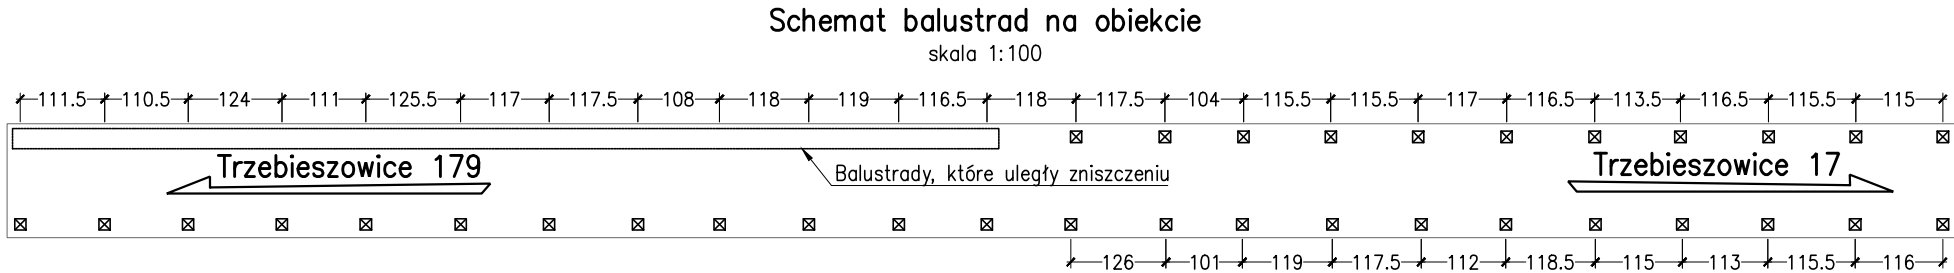 Schemat balustrad na obiekcie
skala 1:100
111.5 110.5 124 111 125.5 117 117.5 108 118 119 116.5 118 117.5 104 115.5 115.5 117 116.5 113.5 116.5 115.5 115
Trzebieszowice 179
Trzebieszowice 17
Balustrady, które uległy zniszczeniu
126 101 119 117.5 112 118.5 115 113 115.5 116